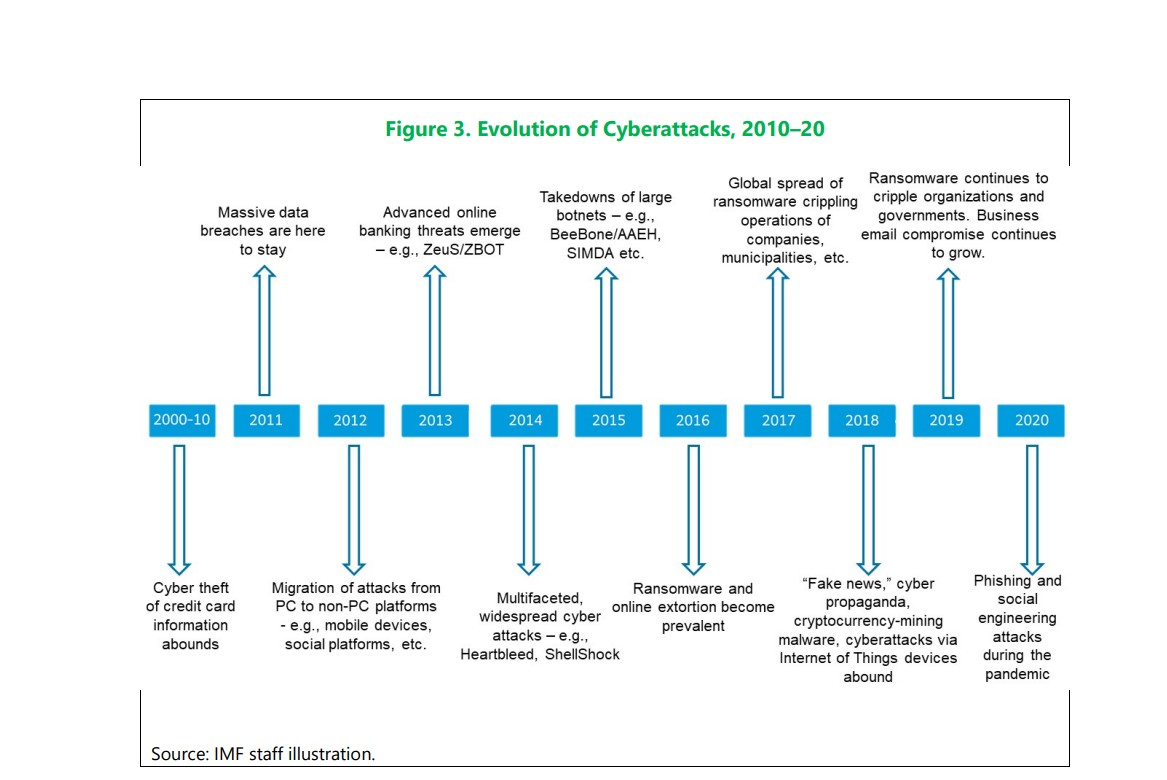 Figure 3. Evolution of Cyberattacks, 2010–20
Massive data
breaches are here
to stay
Advanced online
banking threats emerge
– e.g., ZeuS/ZBOT
Takedowns of large
botnets – e.g.,
BeeBone/AAEH,
SIMDA etc.
Global spread of
ransomware crippling
operations of
companies,
municipalities, etc.
Ransomware continues to
cripple organizations and
governments. Business
email compromise continues
to grow.
2000-10 2011 2012 2013 2014 2015 2016 2017 2018 2019 2020
Cyber theft
of credit card
information
abounds
Migration of attacks from
PC to non-PC platforms
- e.g., mobile devices,
social platforms, etc.
Multifaceted,
widespread cyber
attacks – e.g.,
Heartbleed, ShellShock
Ransomware and
online extortion become
prevalent
“Fake news,” cyber
propaganda,
cryptocurrency-mining
malware, cyberattacks via
Internet of Things devices
abound
Phishing and
social
engineering
attacks
during the
pandemic
Source: IMF staff illustration.